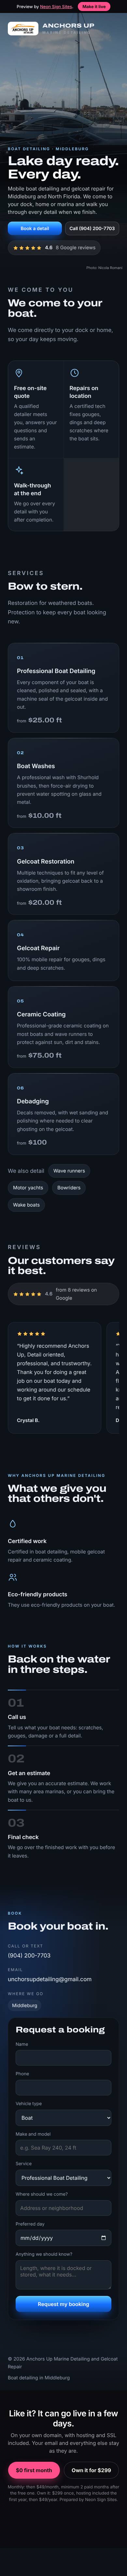 Preview by Neon Sign Sites.
Make it live
ANCHORS UP
Lake day ready.
Every day.
BOAT DETAILING · MIDDLEBURG
Mobile boat detailing and gelcoat repair for
Middleburg and North Florida. We come to
your dock, home or marina and walk you
through every detail when we finish.
Book a detail
Call (904) 200-7703
★★★★★ 4.6 8 Google reviews
WE COME TO YOU
We come to your
boat.
We come directly to your dock or home,
so your day keeps moving.
Free on-site
quote
A qualified
detailer meets
you, answers your
questions and
sends an
estimate.
Repairs on
location
A certified tech
fixes gouges,
dings and deep
scratches where
the boat sits.
Walk-through
at the end
We go over every
detail with you
after completion.
SERVICES
Bow to stern.
Restoration for weathered boats.
Protection to keep every boat looking
new.
01
Professional Boat Detailing
Every component of your boat is
cleaned, polished and sealed, with a
machine seal of the gelcoat inside and
out.
from $25.00 ft
02
Boat Washes
A professional wash with Shurhold
brushes, then force-air drying to
prevent water spotting on glass and
metal.
from $10.00 ft
03
Gelcoat Restoration
Multiple techniques to fit any level of
oxidation, bringing gelcoat back to a
showroom finish.
from $20.00 ft
04
Gelcoat Repair
100% mobile repair for gouges, dings
and deep scratches.
05
Ceramic Coating
Professional-grade ceramic coating on
most boats and wave runners to
protect against sun, dirt and stains.
from $75.00 ft
06
Debadging
Decals removed, with wet sanding and
polishing where needed to clear
ghosting on the gelcoat.
from $100
We also detail
Wave runners
Motor yachts
Bowriders
Wake boats
REVIEWS
Our customers say
it best.
★★★★★ 4.6 from 8 reviews on
Google
★★★★★
"Highly recommend Anchors
Up, Detail oriented,
professional, and trustworthy.
Thank you for doing a great
job on our boat today and
working around our schedule
to get it done for us."
Crystal B.
WHY ANCHORS UP MARINE DETAILING
What we give you
that others don't.
Certified work
Certified in boat detailing, mobile gelcoat
repair and ceramic coating.
Eco-friendly products
They use eco-friendly products on your boat.
HOW IT WORKS
Back on the water
in three steps.
01
Call us
Tell us what your boat needs: scratches,
gouges, damage or a full detail.
02
Get an estimate
We give you an accurate estimate. We work
with many area marinas, or you can bring the
boat to us.
03
Final check
We go over the finished work with you before
it leaves.
BOOK
Book your boat in.
CALL OR TEXT
(904) 200-7703
EMAIL
unchorsupdetailing@gmail.com
WHERE WE GO
Middleburg
Request a booking
Name
Phone
Vehicle type
Boat
Make and model
e.g. Sea Ray 240, 24 ft
Service
Professional Boat Detailing
Where should we come?
Address or neighborhood
Preferred day
mm/dd/yyyy
Anything we should know?
Length, where it is docked or
stored, what it needs...
Request my booking
© 2026 Anchors Up Marine Detailing and Gelcoat
Repair
Boat detailing in Middleburg
Like it? It can go live in a few
days.
On your own domain, with hosting and SSL
included. Your email and everything else stay
as they are.
$0 first month
Own it for $299